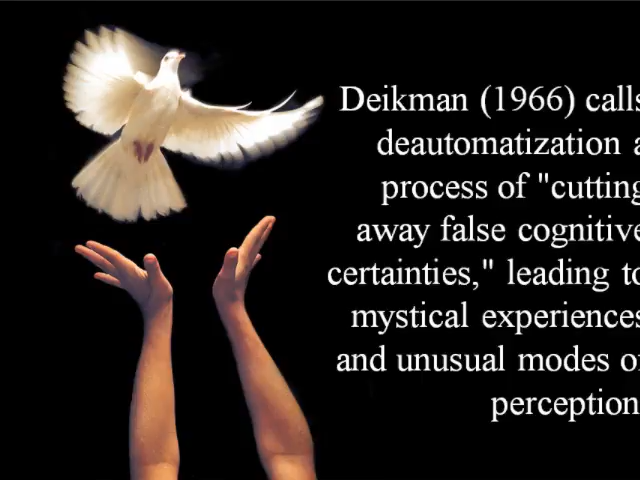 Deikman (1966) calls
deautomatization a
process of "cutting
away false cognitive
certainties," leading to
mystical experiences
and unusual modes of
perception